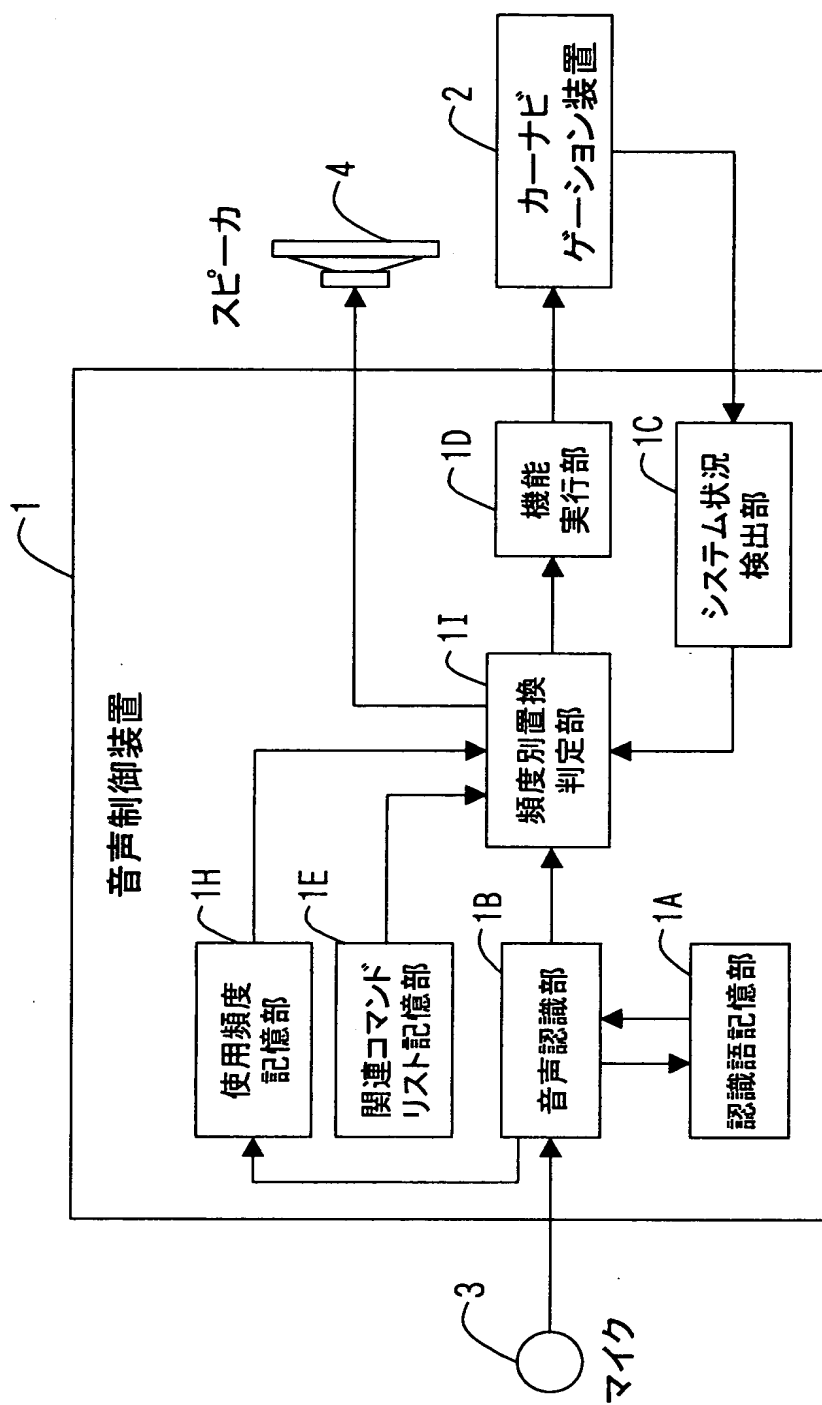 1
音声制御装置
スピーカ
4
2
カーナビ
ゲーション装置
1H
使用頻度
記憶部
1E
関連コマンド
リスト記憶部
1I
頻度別置換
判定部
1D
機能
実行部
3
マイク
1B
音声認識部
1A
認識語記憶部
1C
システム状況
検出部